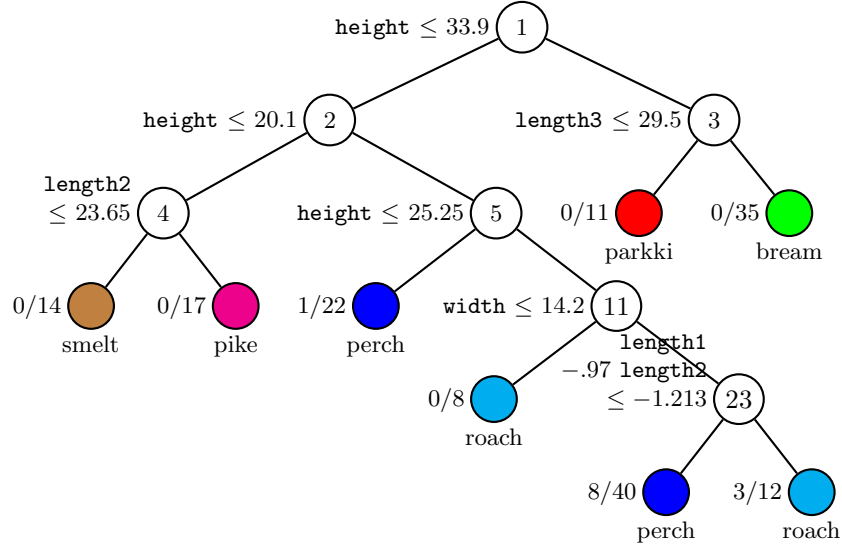 height ≤ 33.9
1
height ≤ 20.1
2
length3 ≤ 29.5
3
length2
≤ 23.65
4
height ≤ 25.25
5
0/11
0/35
parkki
bream
0/14
0/17
1/22
width ≤ 14.2
11
smelt
pike
perch
length1
−.97 length2
≤ −1.213
23
0/8
roach
8/40
3/12
perch
roach